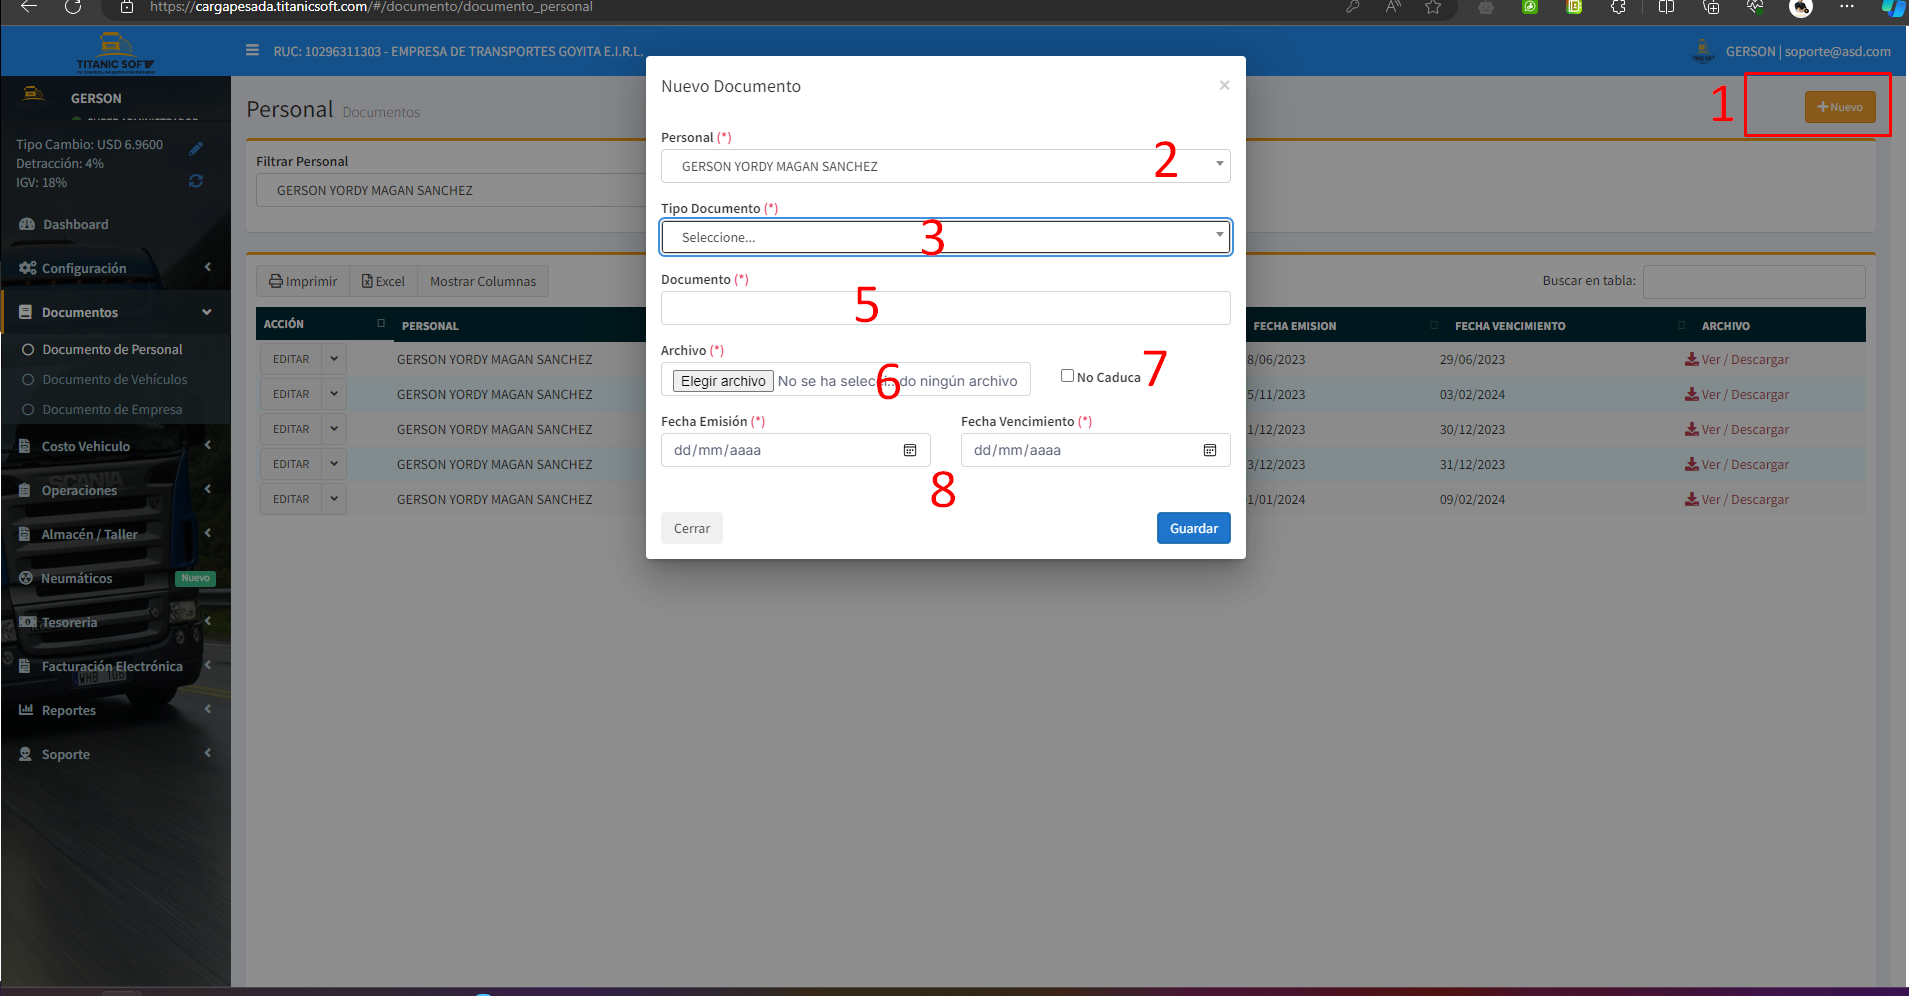 https://cargapesada.titanicsoft.com/#/documento/documento_personal
TITANIC SOFT
RUC: 10296311303 - EMPRESA DE TRANSPORTES GOYITA E.I.R.L.
GERSON | soporte@asd.com
GERSON
Tipo Cambio: USD 6.9600
Detracción: 4%
IGV: 18%
Dashboard
Configuración
Documentos
Documento de Personal
Documento de Vehículos
Documento de Empresa
Costo Vehiculo
SCANIA
Operaciones
Almacén / Taller
Neumáticos
Nuevo
Tesoreria
Facturación Electrónica
WHB 108
Reportes
Soporte
Personal Documentos
1
+Nuevo
Filtrar Personal
GERSON YORDY MAGAN SANCHEZ
Imprimir Excel Mostrar Columnas
Buscar en tabla:
ACCIÓN PERSONAL FECHA EMISION FECHA VENCIMIENTO ARCHIVO
EDITAR GERSON YORDY MAGAN SANCHEZ 8/06/2023 29/06/2023 Ver / Descargar
EDITAR GERSON YORDY MAGAN SANCHEZ 5/11/2023 03/02/2024 Ver / Descargar
EDITAR GERSON YORDY MAGAN SANCHEZ 1/12/2023 30/12/2023 Ver / Descargar
EDITAR GERSON YORDY MAGAN SANCHEZ 3/12/2023 31/12/2023 Ver / Descargar
EDITAR GERSON YORDY MAGAN SANCHEZ 1/01/2024 09/02/2024 Ver / Descargar
Nuevo Documento ×
Personal (*)
GERSON YORDY MAGAN SANCHEZ
2
Tipo Documento (*)
Seleccione...
3
Documento (*)
5
Archivo (*)
Elegir archivo No se ha selecci...do ningún archivo
6
No Caduca
7
Fecha Emisión (*) Fecha Vencimiento (*)
dd/mm/aaaa dd/mm/aaaa
8
Cerrar Guardar